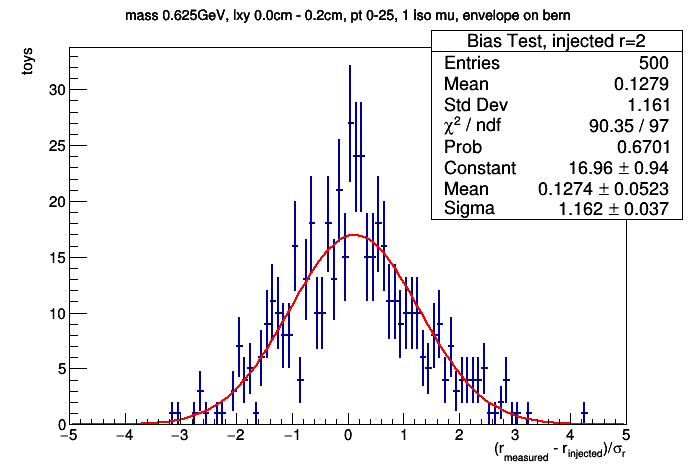 mass 0.625GeV, lxy 0.0cm - 0.2cm, pt 0-25, 1 Iso mu, envelope on bern
Bias Test, injected r=2
Entries 500
Mean 0.1279
Std Dev 1.161
χ² / ndf 90.35 / 97
Prob 0.6701
Constant 16.96 ± 0.94
Mean 0.1274 ± 0.0523
Sigma 1.162 ± 0.037
toys
30
25
20
15
10
5
0
−5 −4 −3 −2 −1 0 1 2 3 4 5
(r_measured - r_injected)/σ_r